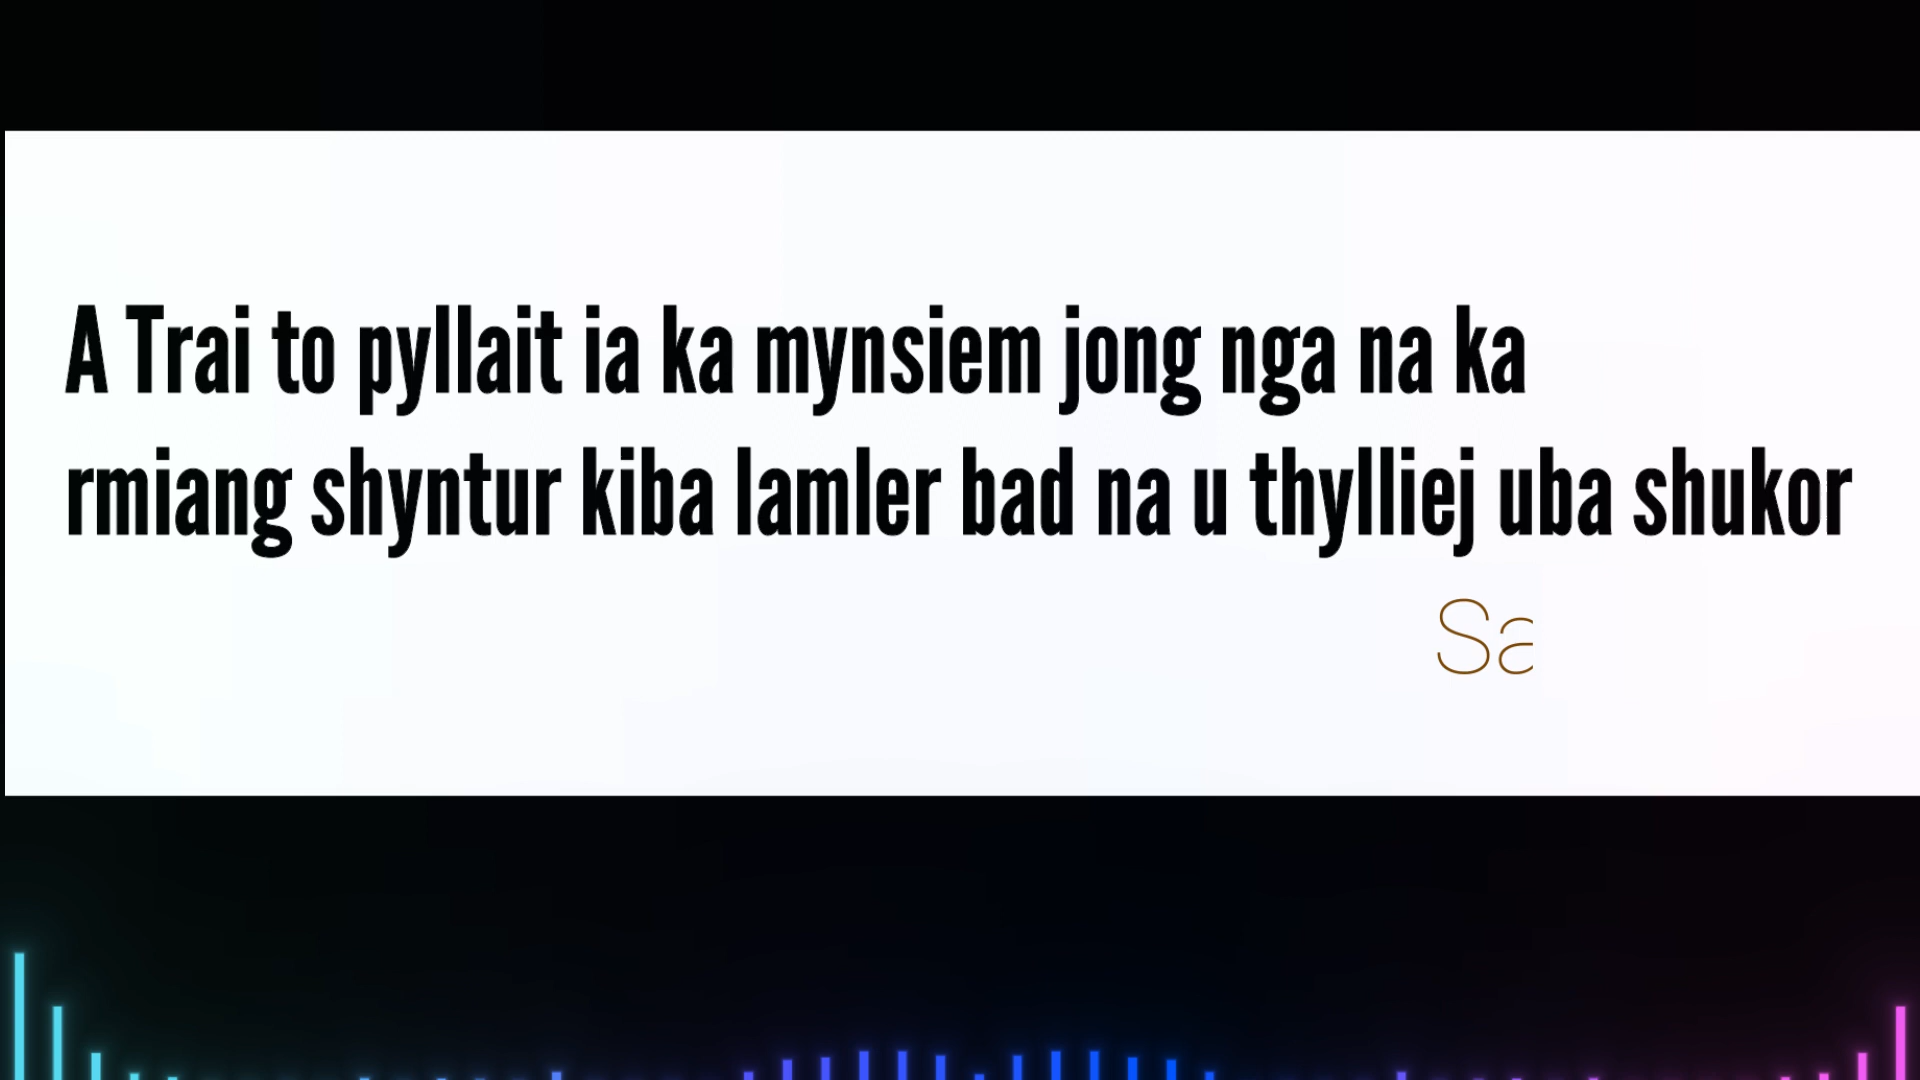 A Trai to pyllait ia ka mynsiem jong nga na ka
rmiang shyntur kiba lamler bad na u thylliej uba shukor
Sa